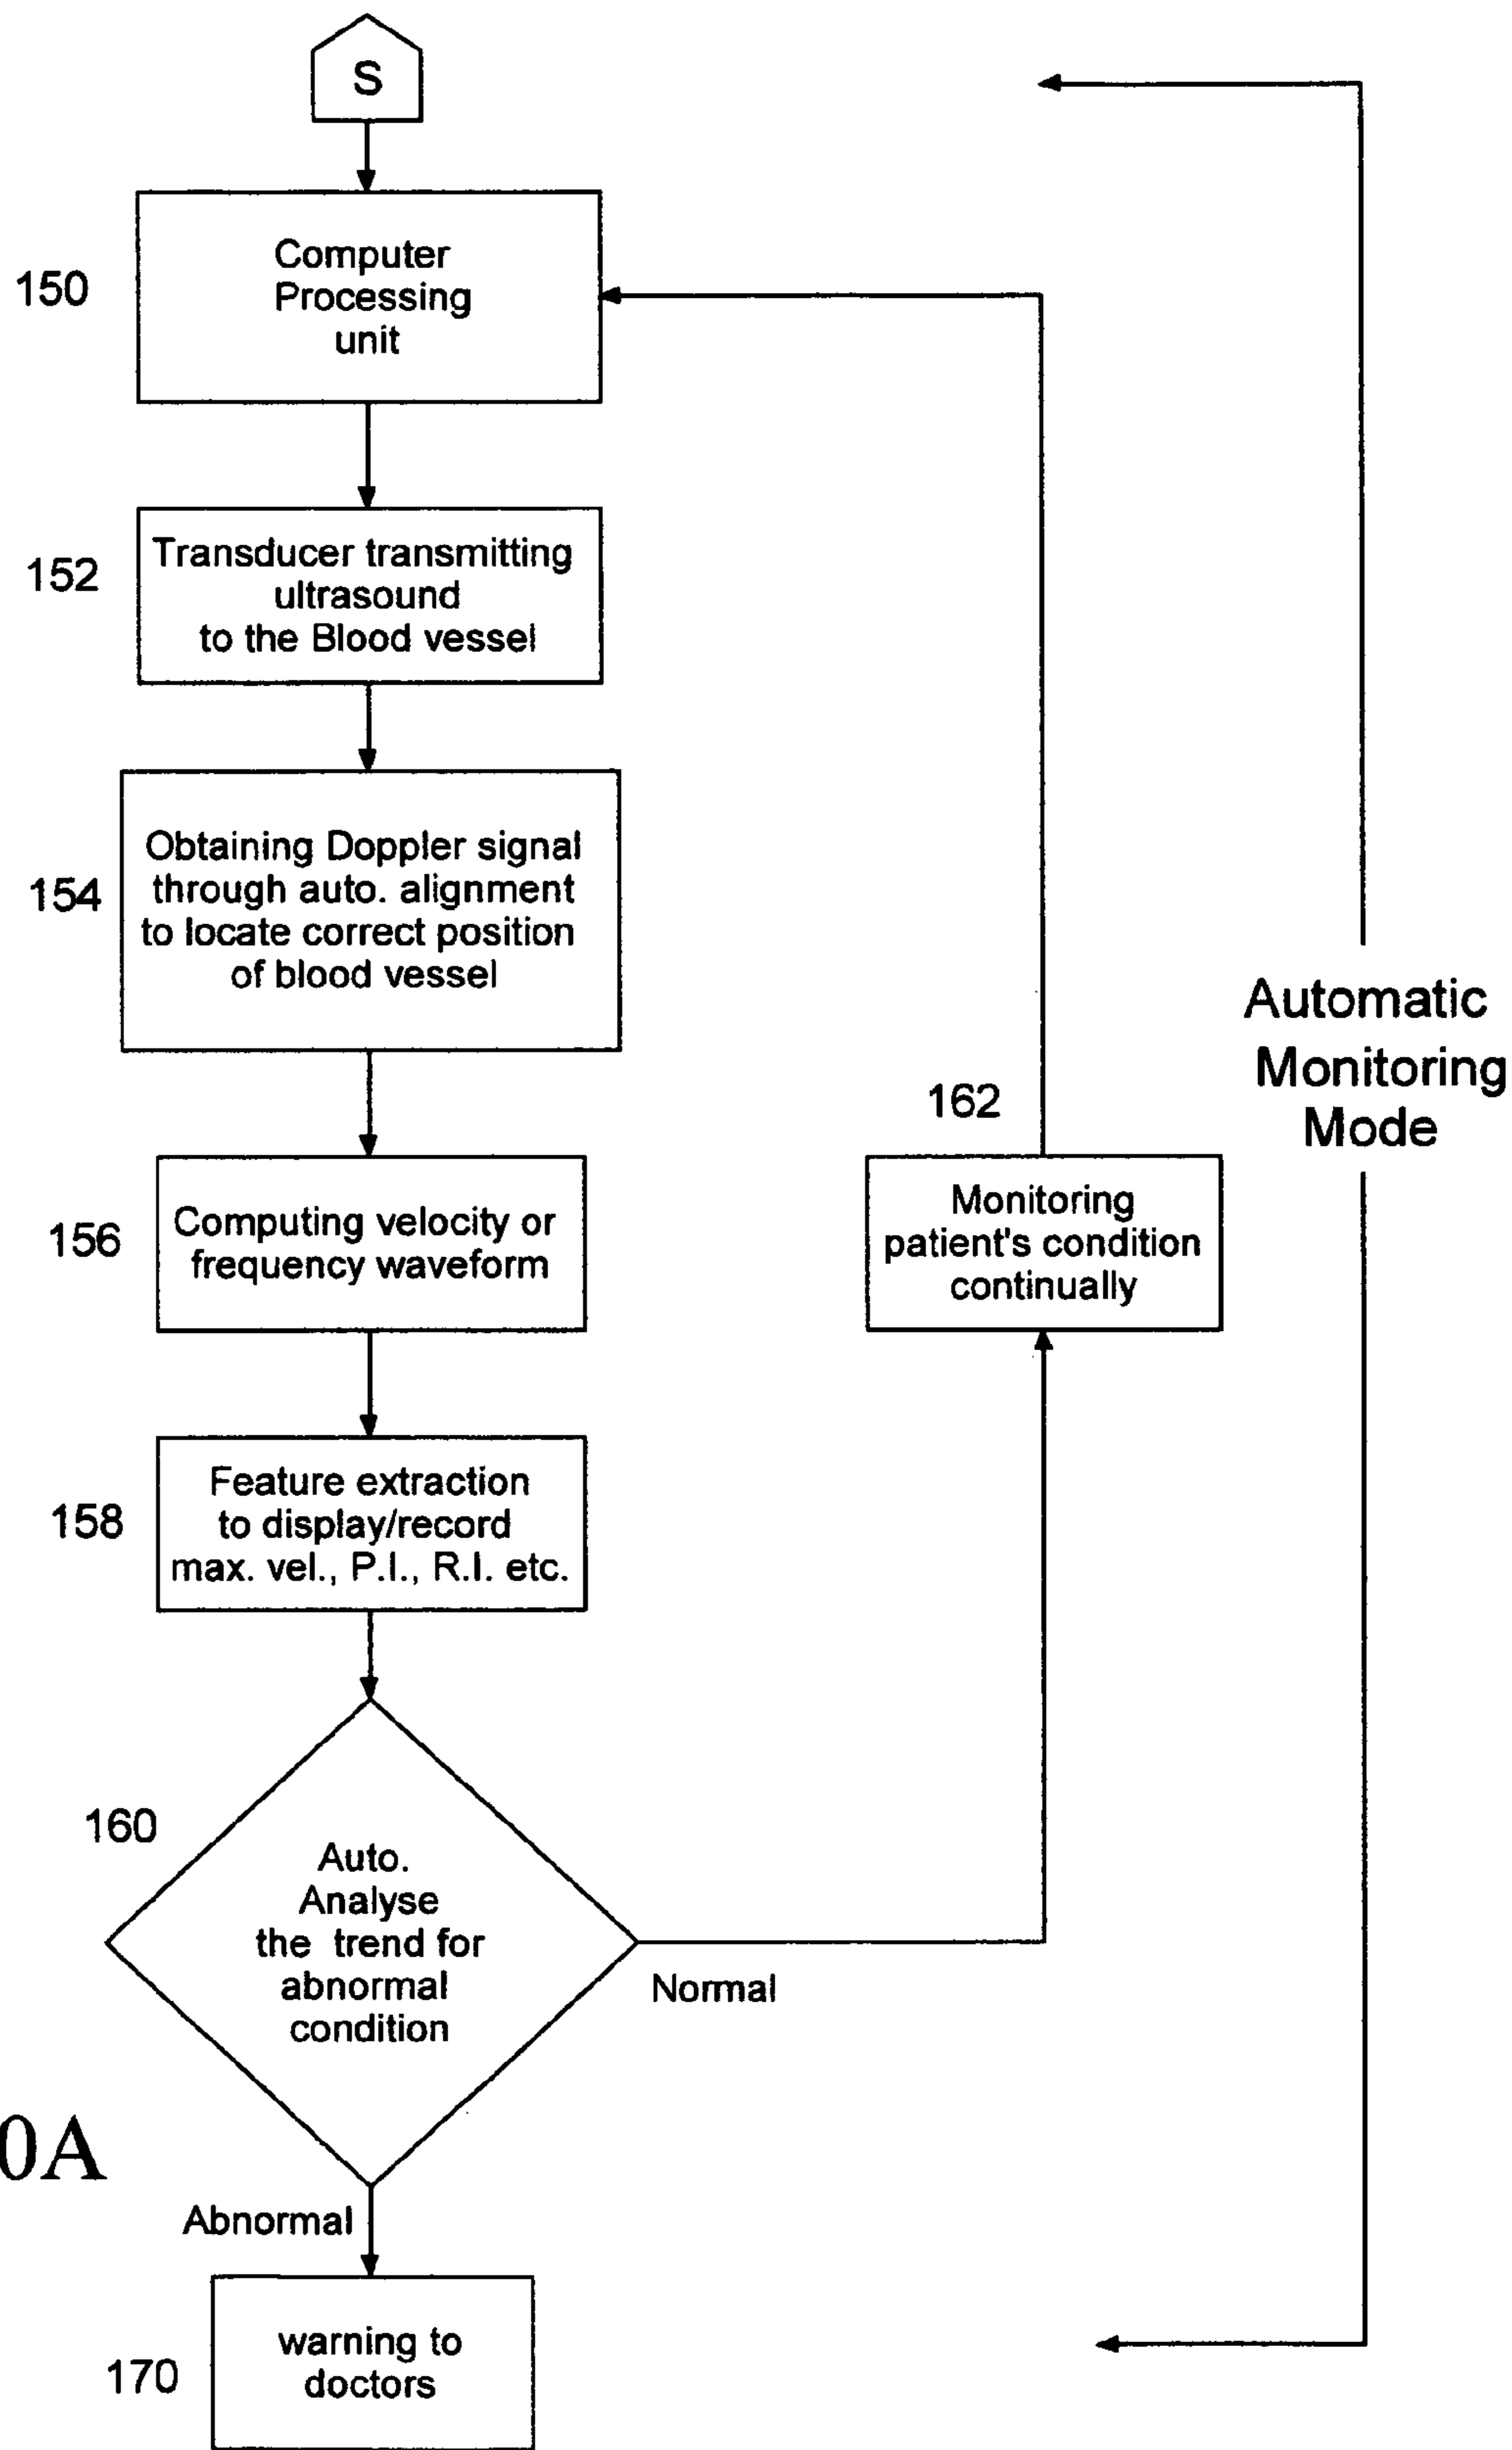 S
150
Computer
Processing
unit
152
Transducer transmitting
ultrasound
to the Blood vessel
154
Obtaining Doppler signal
through auto. alignment
to locate correct position
of blood vessel
Automatic
Monitoring
Mode
162
Monitoring
patient's condition
continually
156
Computing velocity or
frequency waveform
158
Feature extraction
to display/record
max. vel., P.I., R.I. etc.
160
Auto.
Analyse
the trend for
abnormal
condition
Normal
0A
Abnormal
170
warning to
doctors